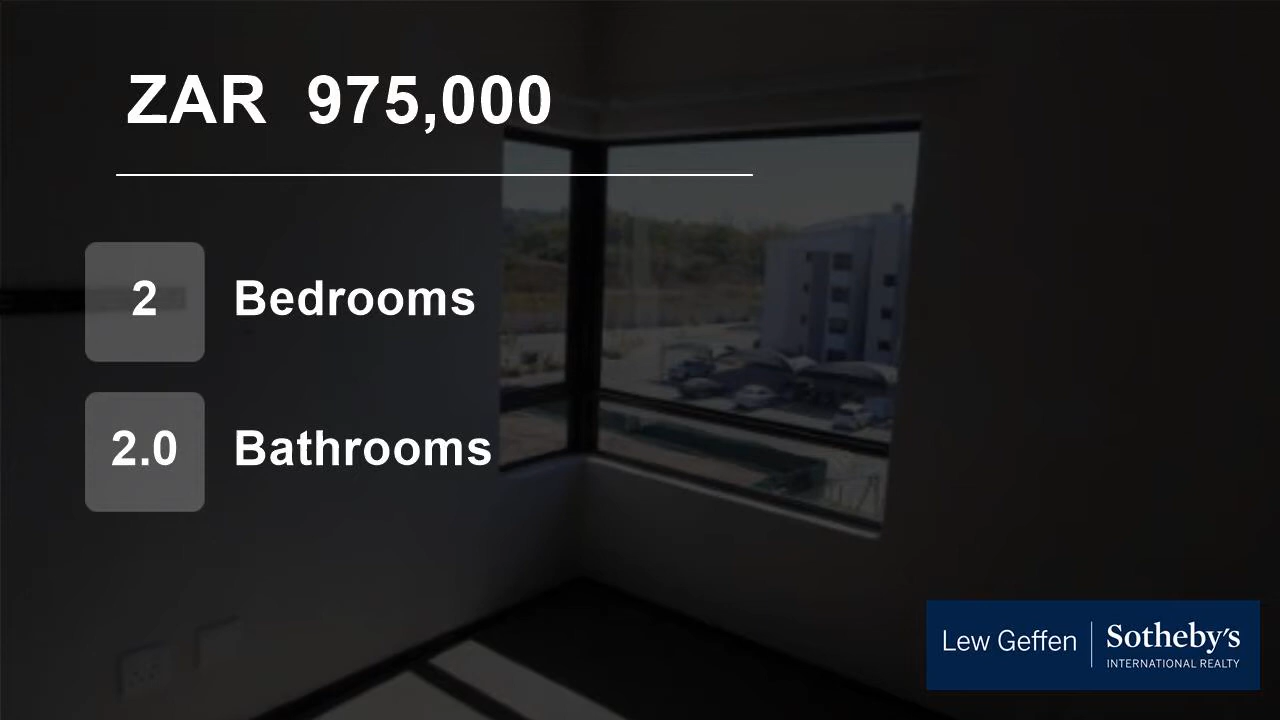 ZAR 975,000
2 Bedrooms
2.0 Bathrooms
Lew Geffen Sotheby's
INTERNATIONAL REALTY